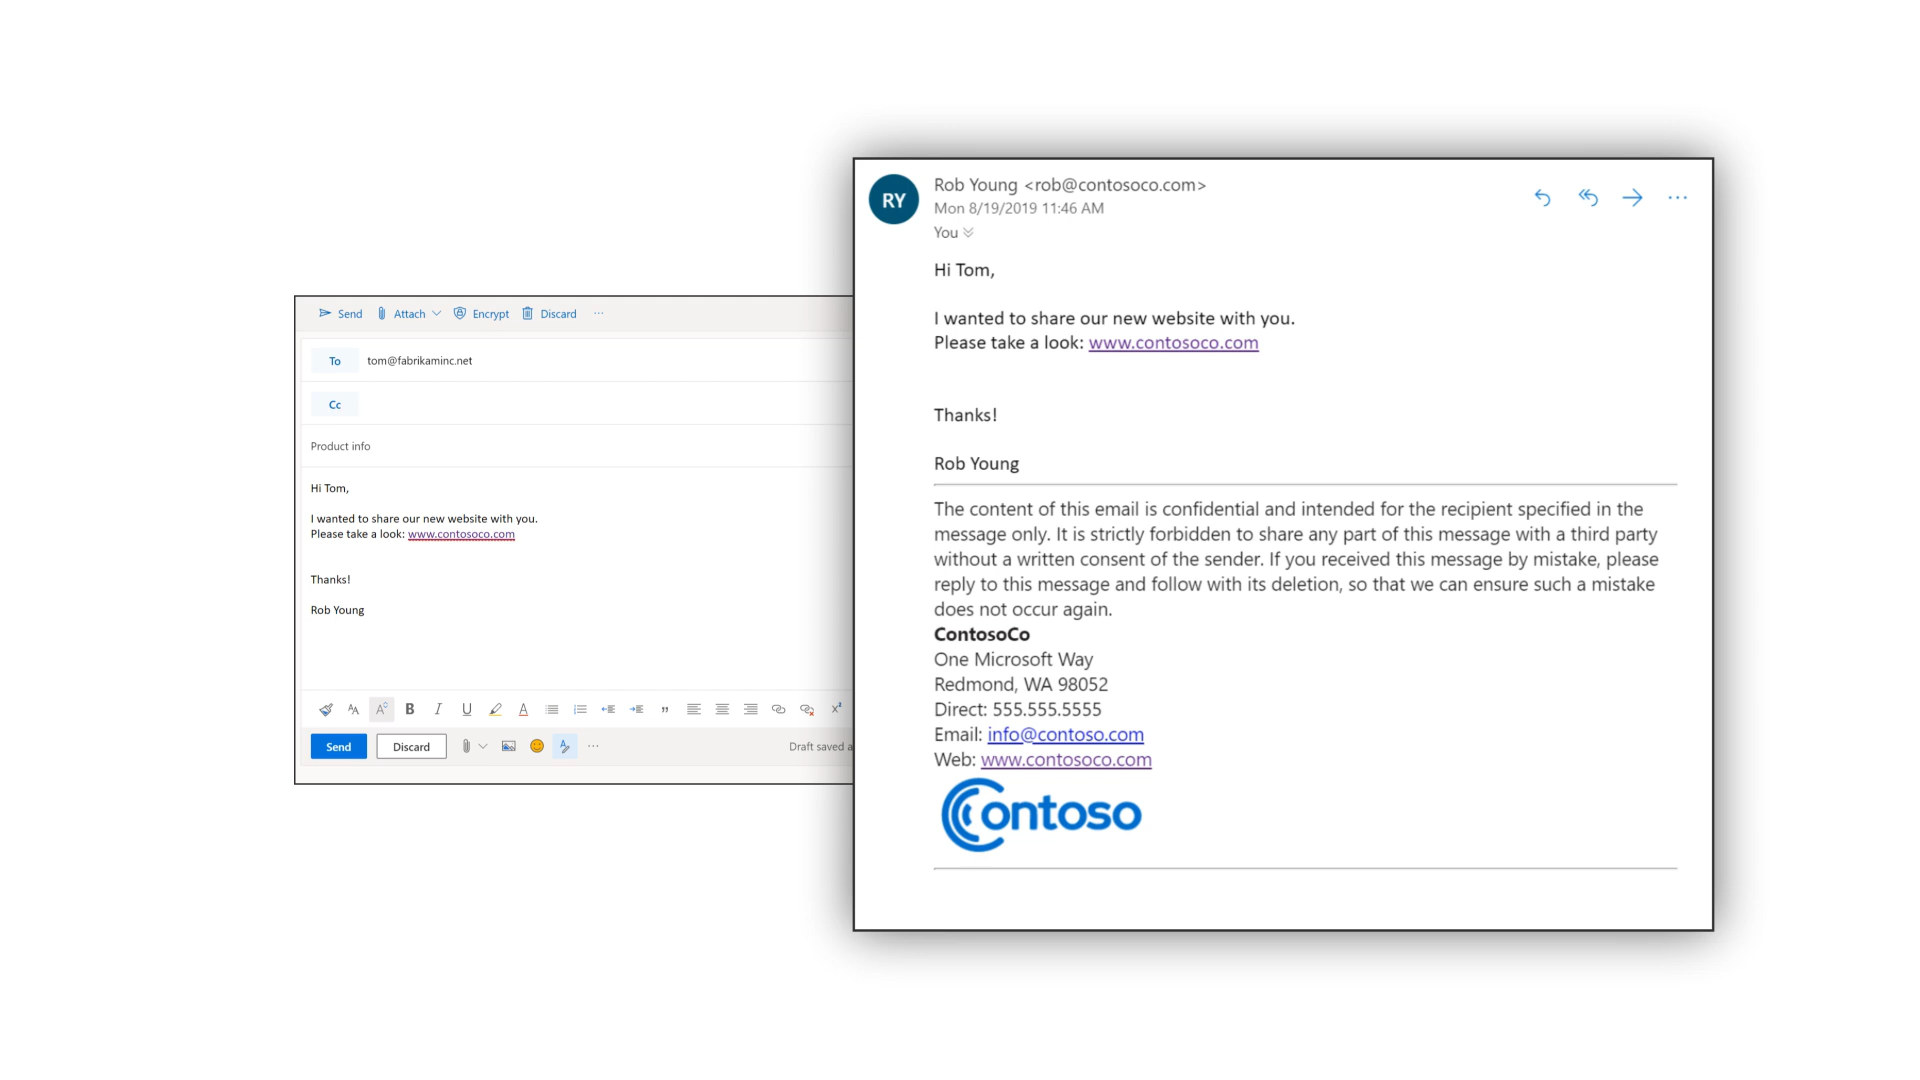 Send Attach Encrypt Discard ...
To tom@fabrikaminc.net
Cc
Product info
Hi Tom,
I wanted to share our new website with you.
Please take a look: www.contosoco.com
Thanks!
Rob Young
Send Discard Draft saved a
RY
Rob Young <rob@contosoco.com>
Mon 8/19/2019 11:46 AM
You
Hi Tom,
I wanted to share our new website with you.
Please take a look: www.contosoco.com
Thanks!
Rob Young
The content of this email is confidential and intended for the recipient specified in the
message only. It is strictly forbidden to share any part of this message with a third party
without a written consent of the sender. If you received this message by mistake, please
reply to this message and follow with its deletion, so that we can ensure such a mistake
does not occur again.
ContosoCo
One Microsoft Way
Redmond, WA 98052
Direct: 555.555.5555
Email: info@contoso.com
Web: www.contosoco.com
Contoso